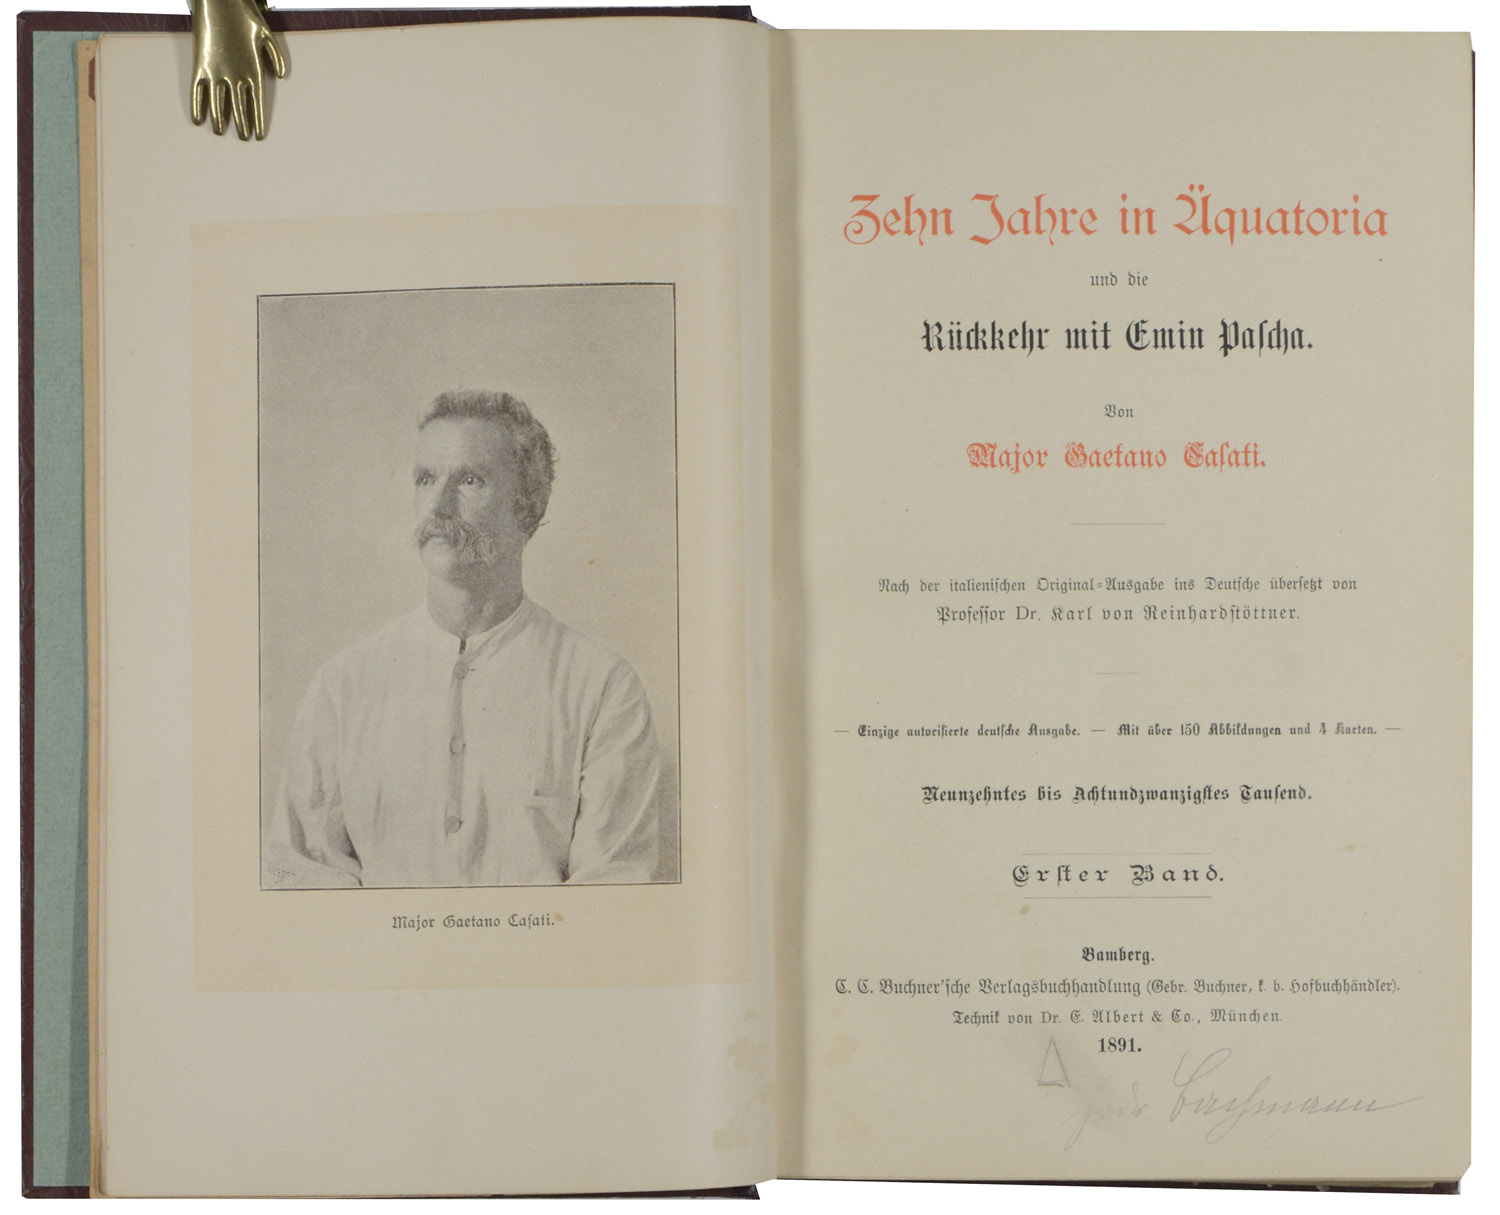 Major Gaetano Caſati.
Zehn Jahre in Äquatoria
und die
Rückkehr mit Emin Paſcha.
Von
Major Gaetano Caſati.
Nach der italieniſchen Original-Ausgabe ins Deutſche überſetzt von
Profeſſor Dr. Karl von Reinhardſtöttner.
— Einzige autoriſierte deutſche Ausgabe. — Mit über 150 Abbildungen und 4 Karten. —
Neunzehntes bis Achtundzwanzigſtes Tauſend.
Erſter Band.
Bamberg.
C. C. Buchner'ſche Verlagsbuchhandlung (Gebr. Buchner, k. b. Hofbuchhändler).
Technik von Dr. E. Albert & Co., München.
1891.